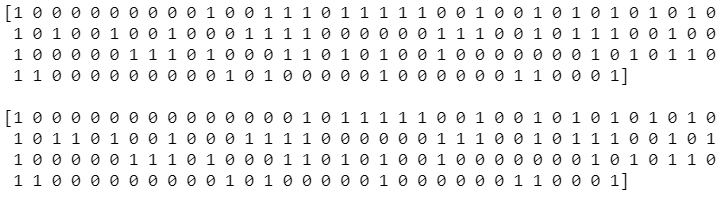 [1 0 0 0 0 0 0 0 0 0 1 0 0 1 1 1 0 1 1 1 1 1 0 0 1 0 0 1 0 1 0 1 0 1 0 1 0
1 0 1 0 0 1 0 0 1 0 0 0 1 1 1 1 0 0 0 0 0 0 1 1 1 0 0 1 0 1 1 1 0 0 1 0 0
1 0 0 0 0 0 1 1 1 0 1 0 0 0 1 1 0 1 0 1 0 0 1 0 0 0 0 0 0 0 1 0 1 0 1 1 0
1 1 0 0 0 0 0 0 0 0 0 1 0 1 0 0 0 0 0 1 0 0 0 0 0 0 1 1 0 0 0 1]
[1 0 0 0 0 0 0 0 0 0 0 0 0 0 0 1 0 1 1 1 1 1 0 0 1 0 0 1 0 1 0 1 0 1 0 1 0
1 0 1 1 0 1 0 0 1 0 0 0 1 1 1 1 0 0 0 0 0 0 1 1 1 0 0 1 0 1 1 1 0 0 1 0 1
1 0 0 0 0 0 1 1 1 0 1 0 0 0 1 1 0 1 0 1 0 0 1 0 0 0 0 0 0 0 1 0 1 0 1 1 0
1 1 0 0 0 0 0 0 0 0 0 1 0 1 0 0 0 0 0 1 0 0 0 0 0 0 1 1 0 0 0 1]